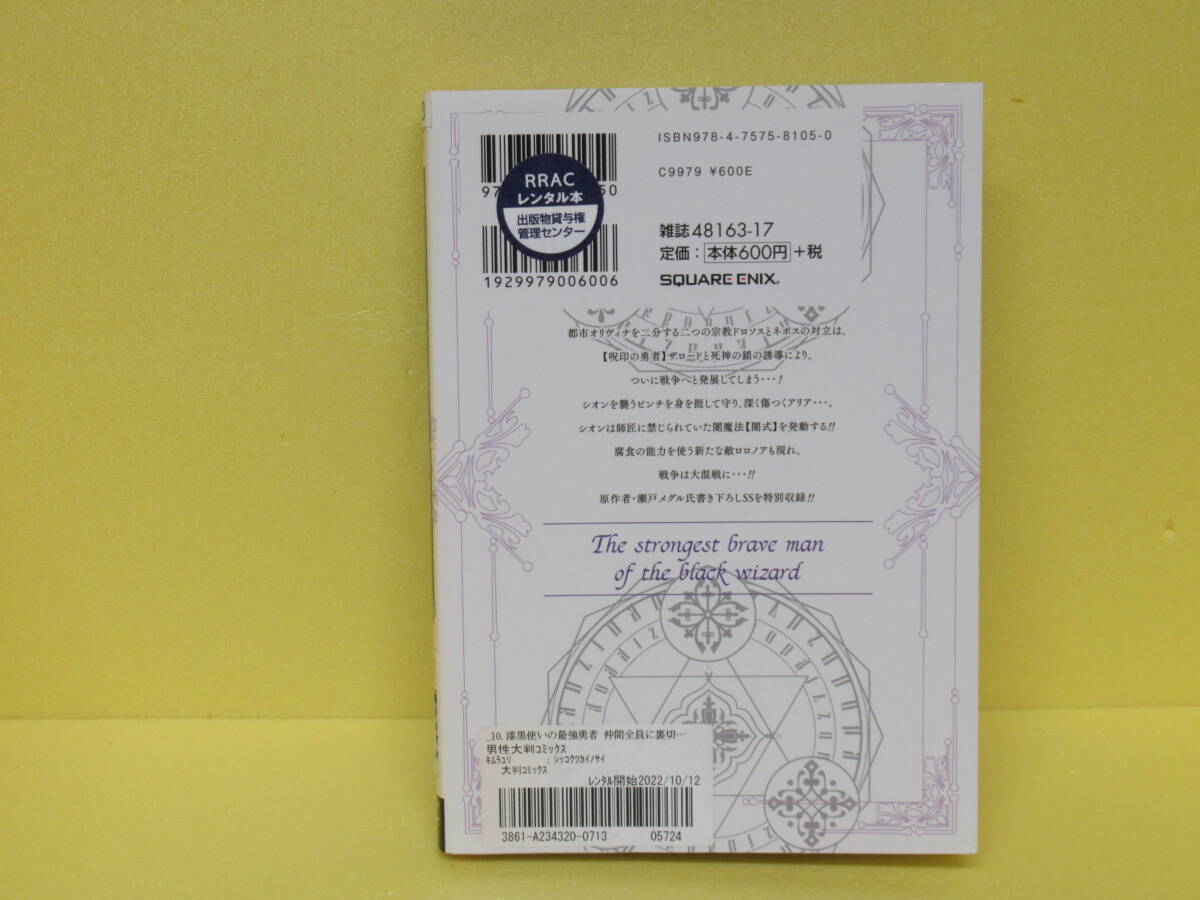 ISBN978-4-7575-8105-0
C9979 ¥600E
97 50
RRAC
レンタル本
出版物貸与権
管理センター
1929979006006
雑誌48163-17
定価：本体600円+税
SQUARE ENIX®
都市オリヴィナを二分する二つの宗教ドロソスとネポスの対立は、
【呪印の勇者】ザロードと死神の鎖の誘導により、
ついに戦争へと発展してしまう・・・！
シオンを襲うピンチを身を挺して守り、深く傷つくアリア・・・。
シオンは師匠に禁じられていた闇魔法【闇式】を発動する!!
腐食の能力を使う新たな敵ロロノアも現れ、
戦争は大混戦に・・・!!
原作者・瀬戸メグル氏書き下ろしSSを特別収録!!
The strongest brave man
of the black wizard
10. 漆黒使いの最強勇者 仲間全員に裏切…
男性大判コミックス
キムラユリ : シッコクツカイノサイ
大判コミックス
レンタル開始2022/10/12
3861-A234320-0713 05724